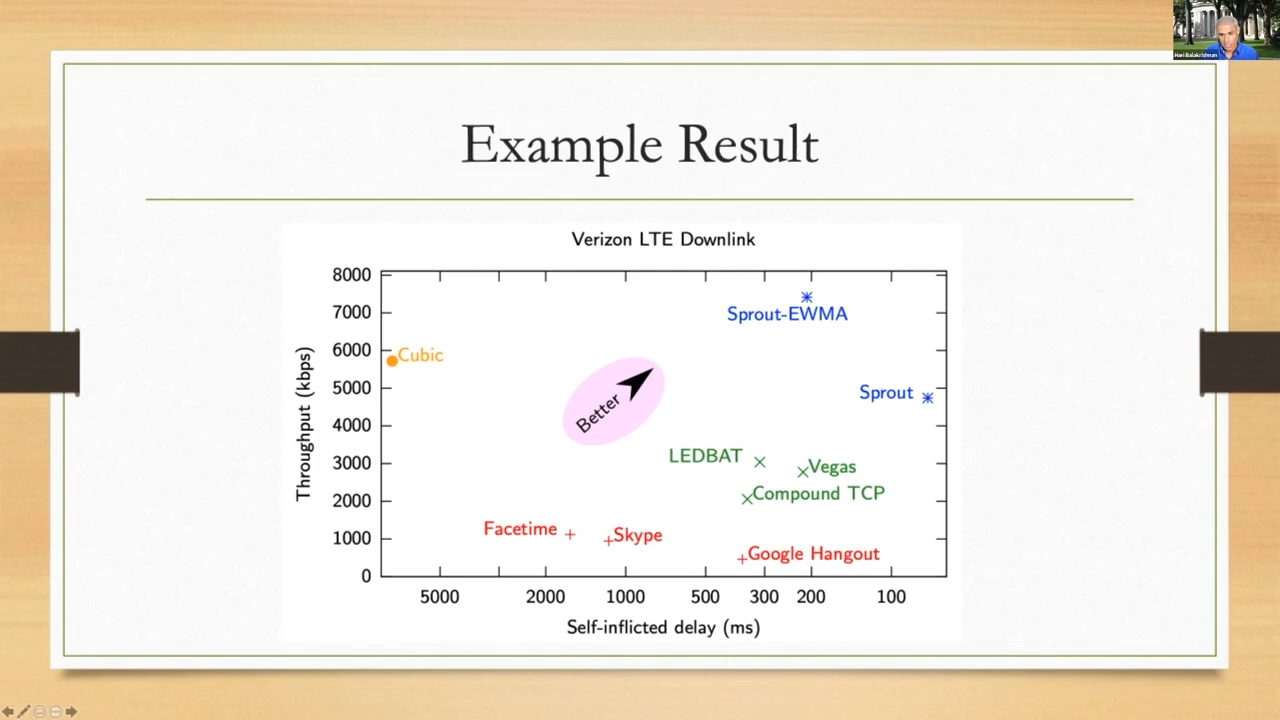 Hari Balakrishnan
Example Result
Verizon LTE Downlink
8000
7000
6000
5000
4000
3000
2000
1000
0
Throughput (kbps)
Cubic
Better
Sprout-EWMA
Sprout
LEDBAT
Vegas
Compound TCP
Facetime
Skype
Google Hangout
5000 2000 1000 500 300 200 100
Self-inflicted delay (ms)